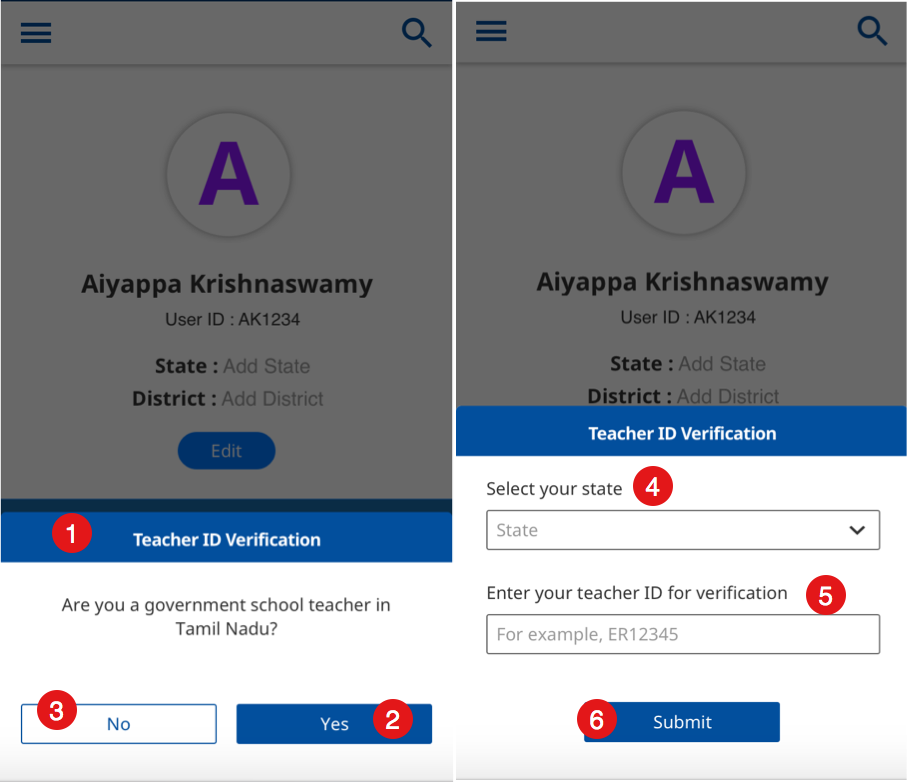 A
Aiyappa Krishnaswamy
User ID : AK1234
State : Add State
District : Add District
Edit
1
Teacher ID Verification
Are you a government school teacher in
Tamil Nadu?
3
No
Yes
2
A
Aiyappa Krishnaswamy
User ID : AK1234
State : Add State
District : Add District
Teacher ID Verification
Select your state
4
State
Enter your teacher ID for verification
5
For example, ER12345
6
Submit